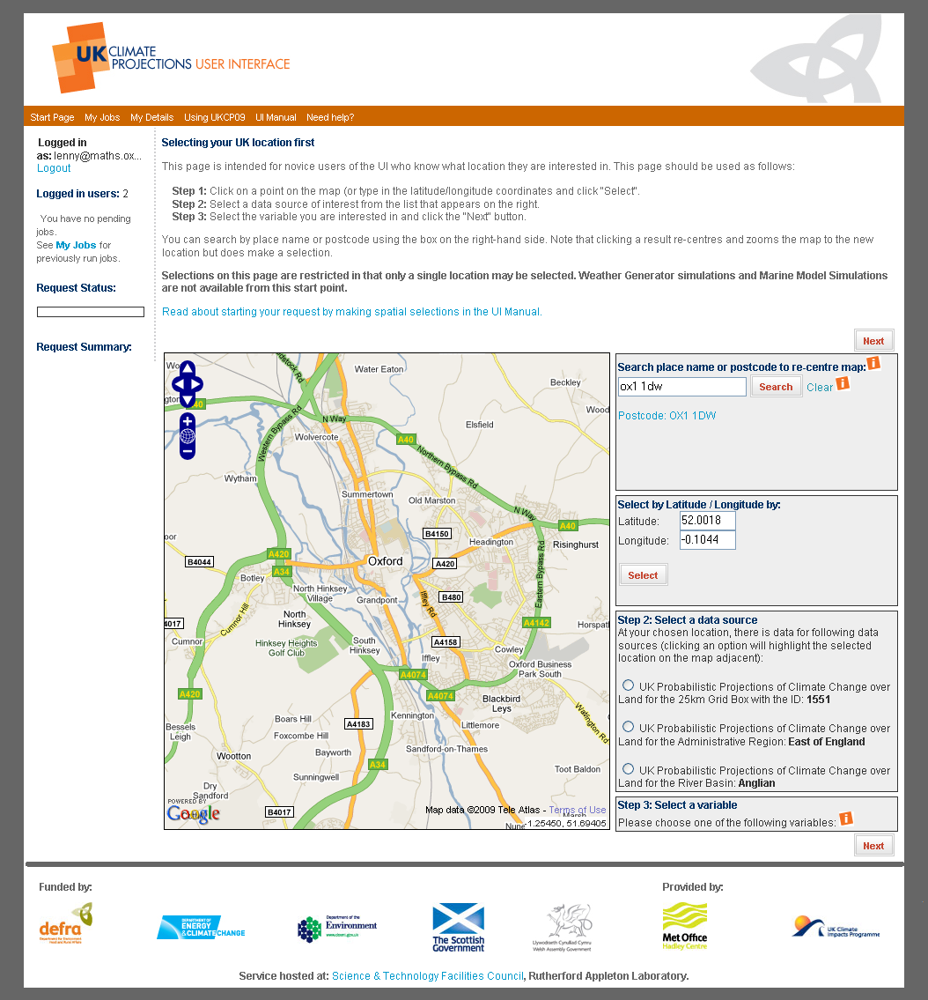 UK CLIMATE
PROJECTIONS USER INTERFACE
Start Page My Jobs My Details Using UKCP09 UI Manual Need help?
Logged in
as: lenny@maths.ox...
Logout
Logged in users: 2
You have no pending
jobs.
See My Jobs for
previously run jobs.
Request Status:
Request Summary:
Selecting your UK location first
This page is intended for novice users of the UI who know what location they are interested in. This page should be used as follows:
Step 1: Click on a point on the map (or type in the latitude/longitude coordinates and click "Select".
Step 2: Select a data source of interest from the list that appears on the right.
Step 3: Select the variable you are interested in and click the "Next" button.
You can search by place name or postcode using the box on the right-hand side. Note that clicking a result re-centres and zooms the map to the new
location but does make a selection.
Selections on this page are restricted in that only a single location may be selected. Weather Generator simulations and Marine Model Simulations
are not available from this start point.
Read about starting your request by making spatial selections in the UI Manual.
Next
Water Eaton
Beckley
Wood
N Way
Elsfield
Wolvercote
A40
Western Bypass Rd
Northern Bypass Rd
Wytham
Summertown
Old Marston
N Way
A40
B4150
Headington
Risinghurst
A420
B4044
Oxford
A420
A34
Botley
Eastern Bypass Rd
North Hinksey
Village
Grandpont
Iffley Rd
B480
Cumnor Hill
North
Hinksey
4017
A4142
Horspat
Cumnor
Hinksey Heights
Golf Club
South
Hinksey
A4158
Cowley
Iffley
Oxford Business
Park South
A4074
A420
A4074
Blackbird
Leys
Watlington Rd
Bessels
Leigh
Boars Hill
A4183
Kennington
Littlemore
Foxcombe Hill
Bayworth
Sandford-on-Thames
Wootton
A34
Toot Baldon
Sunningwell
Dry
Sandford
POWERED BY
Google
B4017
Map data ©2009 Tele Atlas - Terms of Use
Marsh
Nune
-1.25450, 51.69405
Search place name or postcode to re-centre map: i
ox1 1dw Search Clear i
Postcode: OX1 1DW
Select by Latitude / Longitude by:
Latitude: 52.0018
Longitude: -0.1044
Select
Step 2: Select a data source
At your chosen location, there is data for following data
sources (clicking an option will highlight the selected
location on the map adjacent):
UK Probabilistic Projections of Climate Change over
Land for the 25km Grid Box with the ID: 1551
UK Probabilistic Projections of Climate Change over
Land for the Administrative Region: East of England
UK Probabilistic Projections of Climate Change over
Land for the River Basin: Anglian
Step 3: Select a variable
Please choose one of the following variables: i
Next
Funded by:
Provided by:
defra
Department for Environment
Food and Rural Affairs
DEPARTMENT OF
ENERGY
&CLIMATECHANGE
Department of the
Environment
www.doeni.gov.uk
The Scottish
Government
Llywodraeth Cynulliad Cymru
Welsh Assembly Government
Met Office
Hadley Centre
UK Climate
Impacts Programme
Service hosted at: Science & Technology Facilities Council, Rutherford Appleton Laboratory.